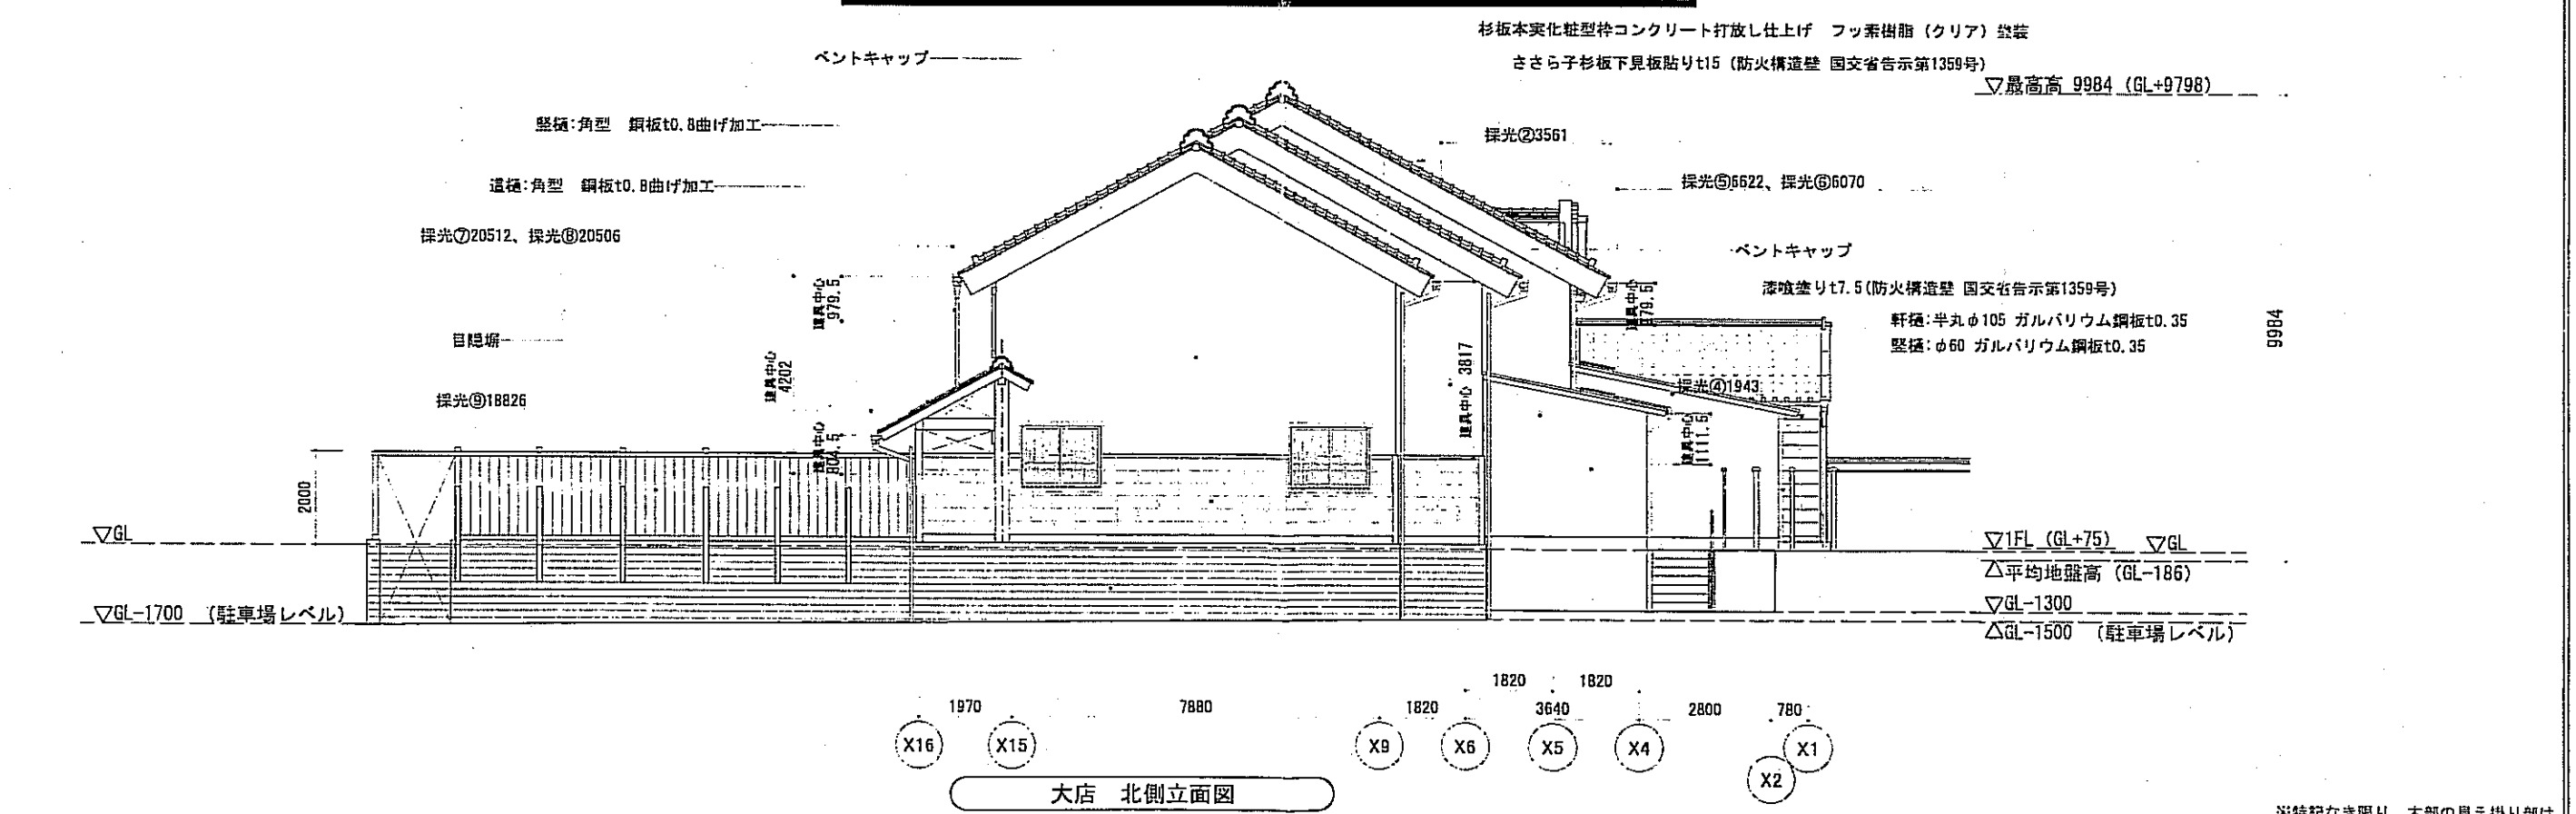 杉板本実化粧型枠コンクリート打放し仕上げ　フッ素樹脂（クリア）塗装
ベントキャップ
ささら子杉板下見板貼りt15（防火構造壁 国交省告示第1359号）
▽最高高 9984（GL+9798）
竪樋：角型　銅板t0.8曲げ加工
採光②3561
這樋：角型　銅板t0.8曲げ加工
採光⑤6622、採光⑥6070
採光⑦20512、採光⑧20506
ベントキャップ
建具中心 979.5
建具中心 979.5
漆喰塗りt7.5(防火構造壁 国交省告示第1359号)
軒樋：半丸φ105 ガルバリウム鋼板t0.35
竪樋：φ60 ガルバリウム鋼板t0.35
9984
目隠塀
建具中心 4202
建具中心 3817
採光④1943
採光⑨18826
建具中心 804.5
建具中心 1111.5
2000
▽GL
▽1FL（GL+75）
▽GL
△平均地盤高（GL-186）
▽GL-1700 （駐車場レベル）
▽GL-1300
△GL-1500 （駐車場レベル）
1820
1820
1970
7880
1820
3640
2800
780
X16
X15
X9
X6
X5
X4
X1
X2
大店　北側立面図